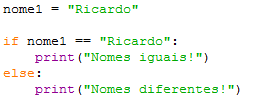 nome1 = "Ricardo"
if nome1 == "Ricardo":
    print("Nomes iguais!")
else:
    print("Nomes diferentes!")